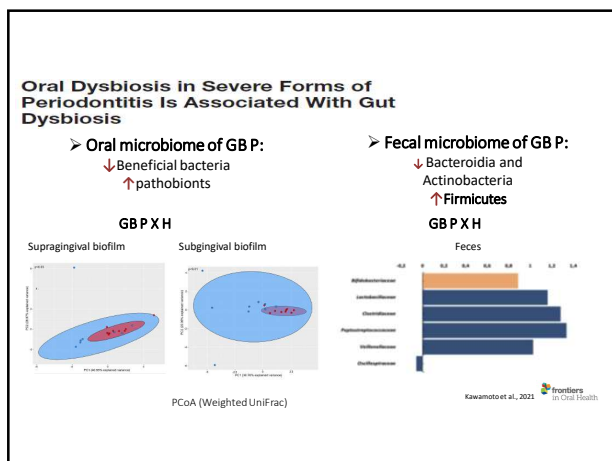 Oral Dysbiosis in Severe Forms of
Periodontitis Is Associated With Gut
Dysbiosis
➢ Oral microbiome of GB P:
↓Beneficial bacteria
↑pathobionts
➢ Fecal microbiome of GB P:
↓ Bacteroidia and
Actinobacteria
↑Firmicutes
GB P X H
GB P X H
Supragingival biofilm
Subgingival biofilm
Feces
-0,2 0 0,2 0,4 0,6 0,8 1 1,2 1,4
Bifidobacteriaceae
Lactobacillaceae
Clostridiaceae
Peptostreptococcaceae
Veillonellaceae
Oscillospiraceae
PCoA (Weighted UniFrac)
Kawamoto et al., 2021
frontiers
in Oral Health